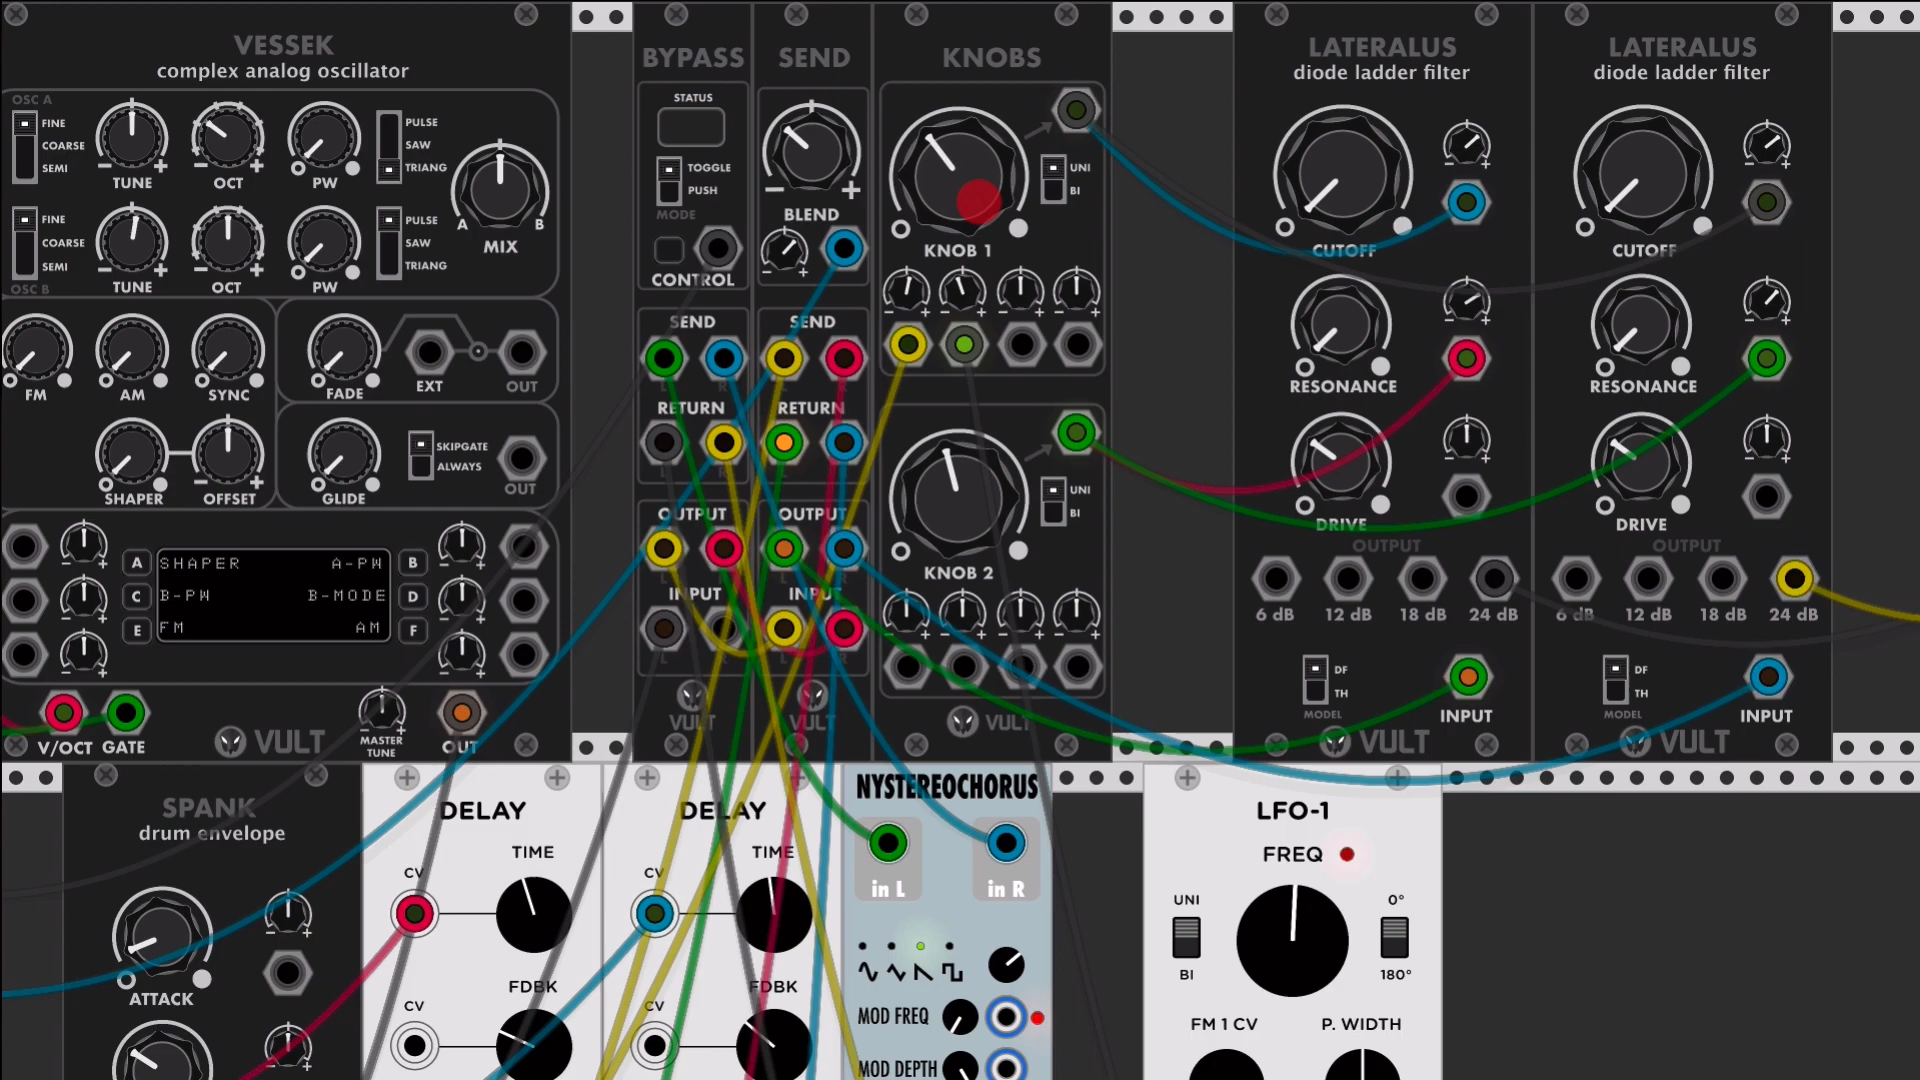 VESSEK
complex analog oscillator
OSC A
FINE
COARSE
SEMI
TUNE
OCT
PW
PULSE
SAW
TRIANG
A
B
MIX
FINE
COARSE
SEMI
OSC B
TUNE
OCT
PW
PULSE
SAW
TRIANG
FM
AM
SYNC
FADE
EXT
OUT
SHAPER
OFFSET
GLIDE
SKIPGATE
ALWAYS
OUT
A
SHAPER
A-PW
B
C
B-PW
B-MODE
D
E
FM
AM
F
V/OCT
GATE
VULT
MASTER
TUNE
OUT
BYPASS
STATUS
TOGGLE
PUSH
MODE
CONTROL
SEND
L
R
RETURN
L
R
OUTPUT
L
R
INPUT
L
R
VULT
SEND
BLEND
SEND
RETURN
OUTPUT
INPUT
VULT
KNOBS
UNI
BI
KNOB 1
UNI
BI
KNOB 2
VULT
LATERALUS
diode ladder filter
CUTOFF
RESONANCE
DRIVE
OUTPUT
6 dB
12 dB
18 dB
24 dB
DF
TH
MODEL
INPUT
VULT
LATERALUS
diode ladder filter
CUTOFF
RESONANCE
DRIVE
OUTPUT
6 dB
12 dB
18 dB
24 dB
DF
TH
MODEL
INPUT
VULT
SPANK
drum envelope
ATTACK
DELAY
TIME
CV
FDBK
CV
DELAY
TIME
CV
FDBK
CV
NYSTEREOCHORUS
in L
in R
MOD FREQ
MOD DEPTH
LFO-1
FREQ
UNI
BI
0°
180°
FM 1 CV
P. WIDTH